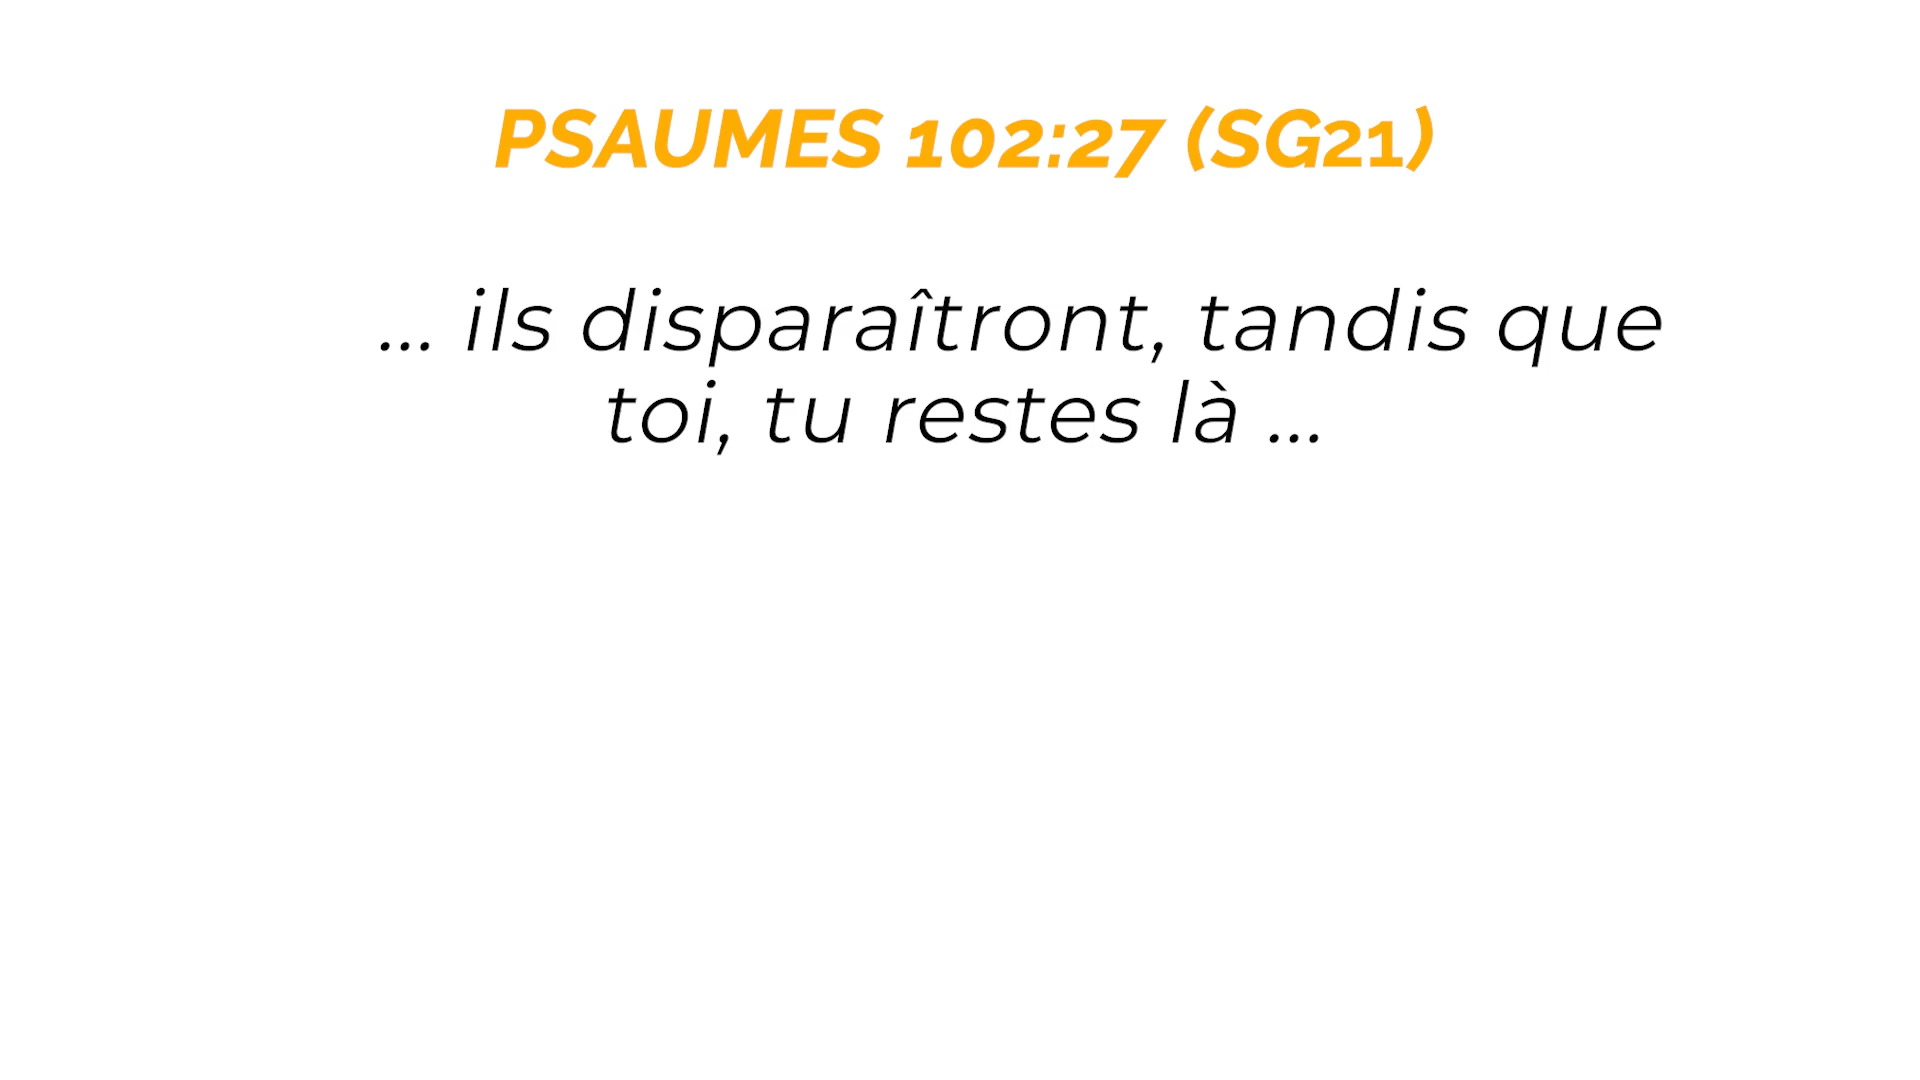 PSAUMES 102:27 (SG21)
... ils disparaîtront, tandis que
toi, tu restes là ...